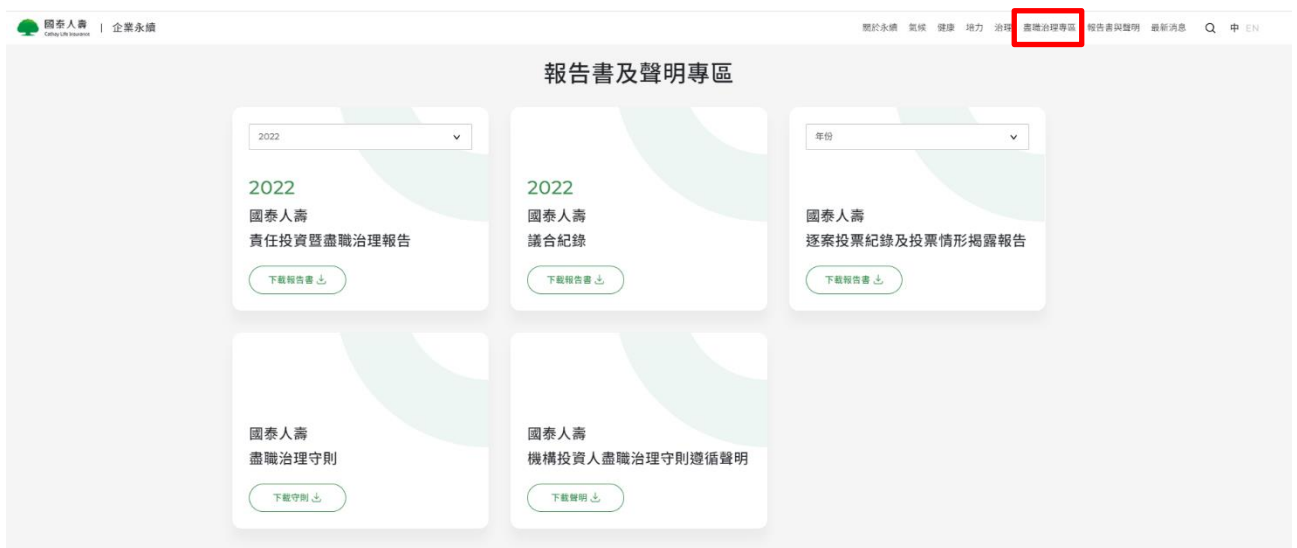 國泰人壽
Cathay Life Insurance
企業永續
關於永續 氣候 健康 培力 治理 盡職治理專區 報告書與聲明 最新消息 中 EN
報告書及聲明專區
2022
2022
國泰人壽
責任投資暨盡職治理報告
下載報告書
2022
國泰人壽
議合紀錄
下載報告書
年份
國泰人壽
逐案投票紀錄及投票情形揭露報告
下載報告書
國泰人壽
盡職治理守則
下載守則
國泰人壽
機構投資人盡職治理守則遵循聲明
下載聲明